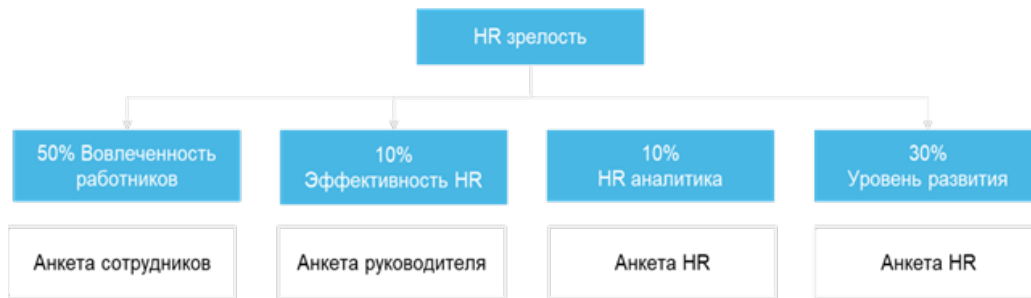 HR зрелость
50% Вовлеченность
работников
10%
Эффективность HR
10%
HR аналитика
30%
Уровень развития
Анкета сотрудников
Анкета руководителя
Анкета HR
Анкета HR